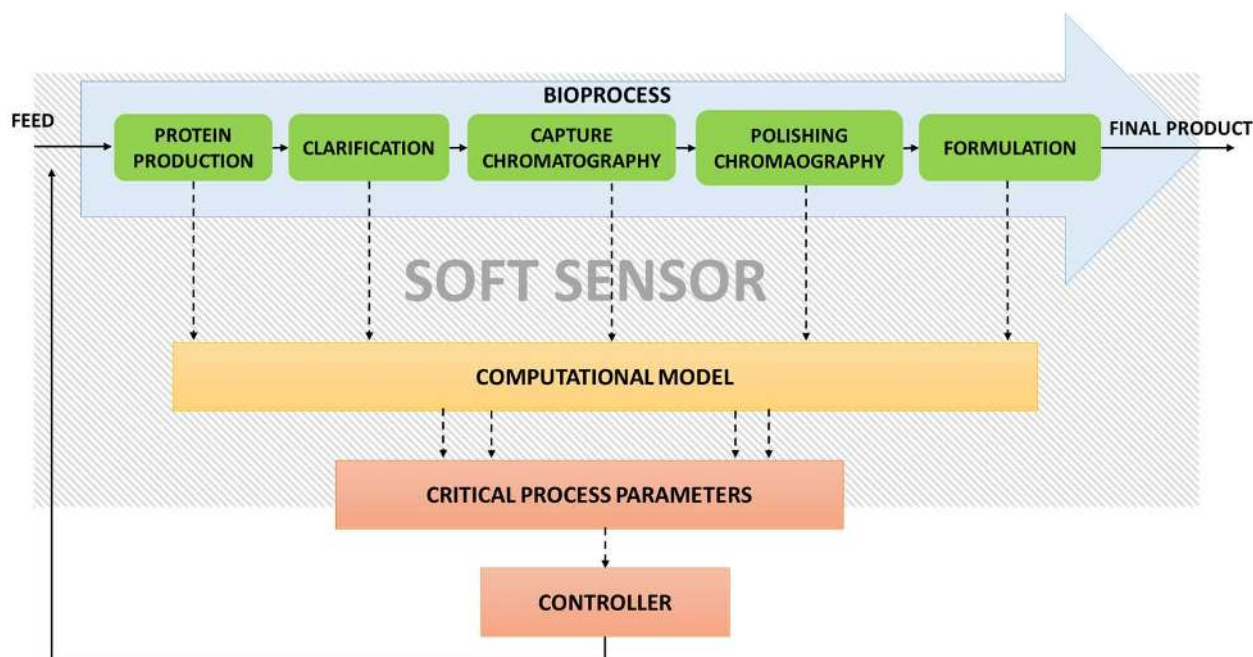 BIOPROCESS
FEED
PROTEIN
PRODUCTION
CLARIFICATION
CAPTURE
CHROMATOGRAPHY
POLISHING
CHROMAOGRAPHY
FORMULATION
FINAL PRODUCT
SOFT SENSOR
COMPUTATIONAL MODEL
CRITICAL PROCESS PARAMETERS
CONTROLLER